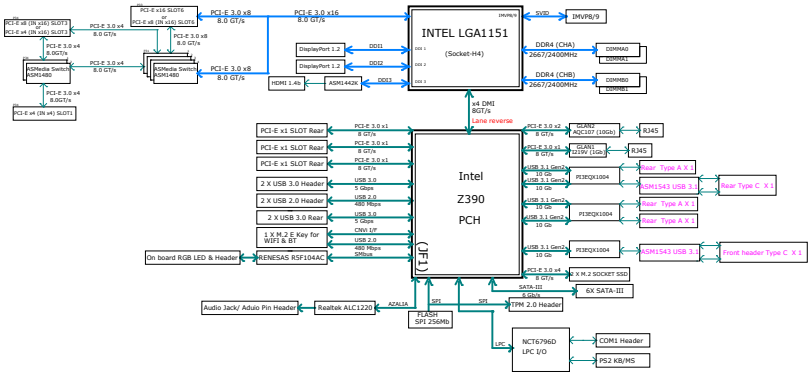 PCI-E x16 SLOT6
or
PCI-E x8 (IN x16) SLOT6
PCI-E x8 (IN x16) SLOT3
or
PCI-E x4 (IN x16) SLOT3
PCI-E 3.0 x8
8.0 GT/s
PCI-E 3.0 x16
8.0 GT/s
PCI-E 3.0 x4
8.0 GT/s
PCI-E 3.0 x8
8.0 GT/s
PCI-E 3.0 x4
8.0GT/s
ASMedia Switch
ASM1480
PCI-E 3.0 x4
8.0 GT/s
ASMedia Switch
ASM1480
PCI-E 3.0 x8
8.0 GT/s
PCI-E 3.0 x4
8.0GT/s
PCI-E x4 (IN x4) SLOT1
INTEL LGA1151
(Socket-H4)
IMVP8/9
SVID
IMVP8/9
DisplayPort 1.2
DDI1
DDI 1
DisplayPort 1.2
DDI2
DDI 2
HDMI 1.4b
ASM1442K
DDI3
DDI 3
DDR4 (CHA)
2667/2400MHz
DIMMA0
DIMMA1
DDR4 (CHB)
2667/2400MHz
DIMMB0
DIMMB1
x4 DMI
8GT/s
Lane reverse
Intel
Z390
PCH
(JF1)
PCI-E x1 SLOT Rear
PCI-E 3.0 x1
8 GT/s
PCI-E x1 SLOT Rear
PCI-E 3.0 x1
8 GT/s
PCI-E x1 SLOT Rear
PCI-E 3.0 x1
8 GT/s
2 X USB 3.0 Header
USB 3.0
5 Gbps
2 X USB 2.0 Header
USB 2.0
480 Mbps
2 X USB 3.0 Rear
USB 3.0
5 Gbps
1 X M.2 E Key for
WIFI & BT
CNVi I/F
USB 2.0
480 Mbps
On board RGB LED & Header
RENESAS R5F104AC
SMbus
PCI-E 3.0 x2
8 GT/s
GLAN2
AQC107 (10Gb)
RJ45
PCI-E 3.0 x1
8 GT/s
GLAN1
I219V (1Gb)
RJ45
USB 3.1 Gen2
USB 3.1 Gen2
10 Gb
PI3EQX1004
Rear Type A X 1
ASM1543 USB 3.1
Rear Type C X 1
USB 3.1 Gen2
10 Gb
USB 3.1 Gen2
10 Gb
PI3EQX1004
Rear Type A X 1
Rear Type A X 1
USB 3.1 Gen2
10 Gb
PI3EQX1004
ASM1543 USB 3.1
Front header Type C X 1
PCI-E 3.0 x4
8 GT/s
2 X M.2 SOCKET SSD
SATA-III
6 Gb/s
6X SATA-III
Audio Jack/ Aduio Pin Header
Realtek ALC1220
AZALIA
SPI
FLASH
SPI 256Mb
SPI
TPM 2.0 Header
LPC
NCT6796D
LPC I/O
COM1 Header
PS2 KB/MS